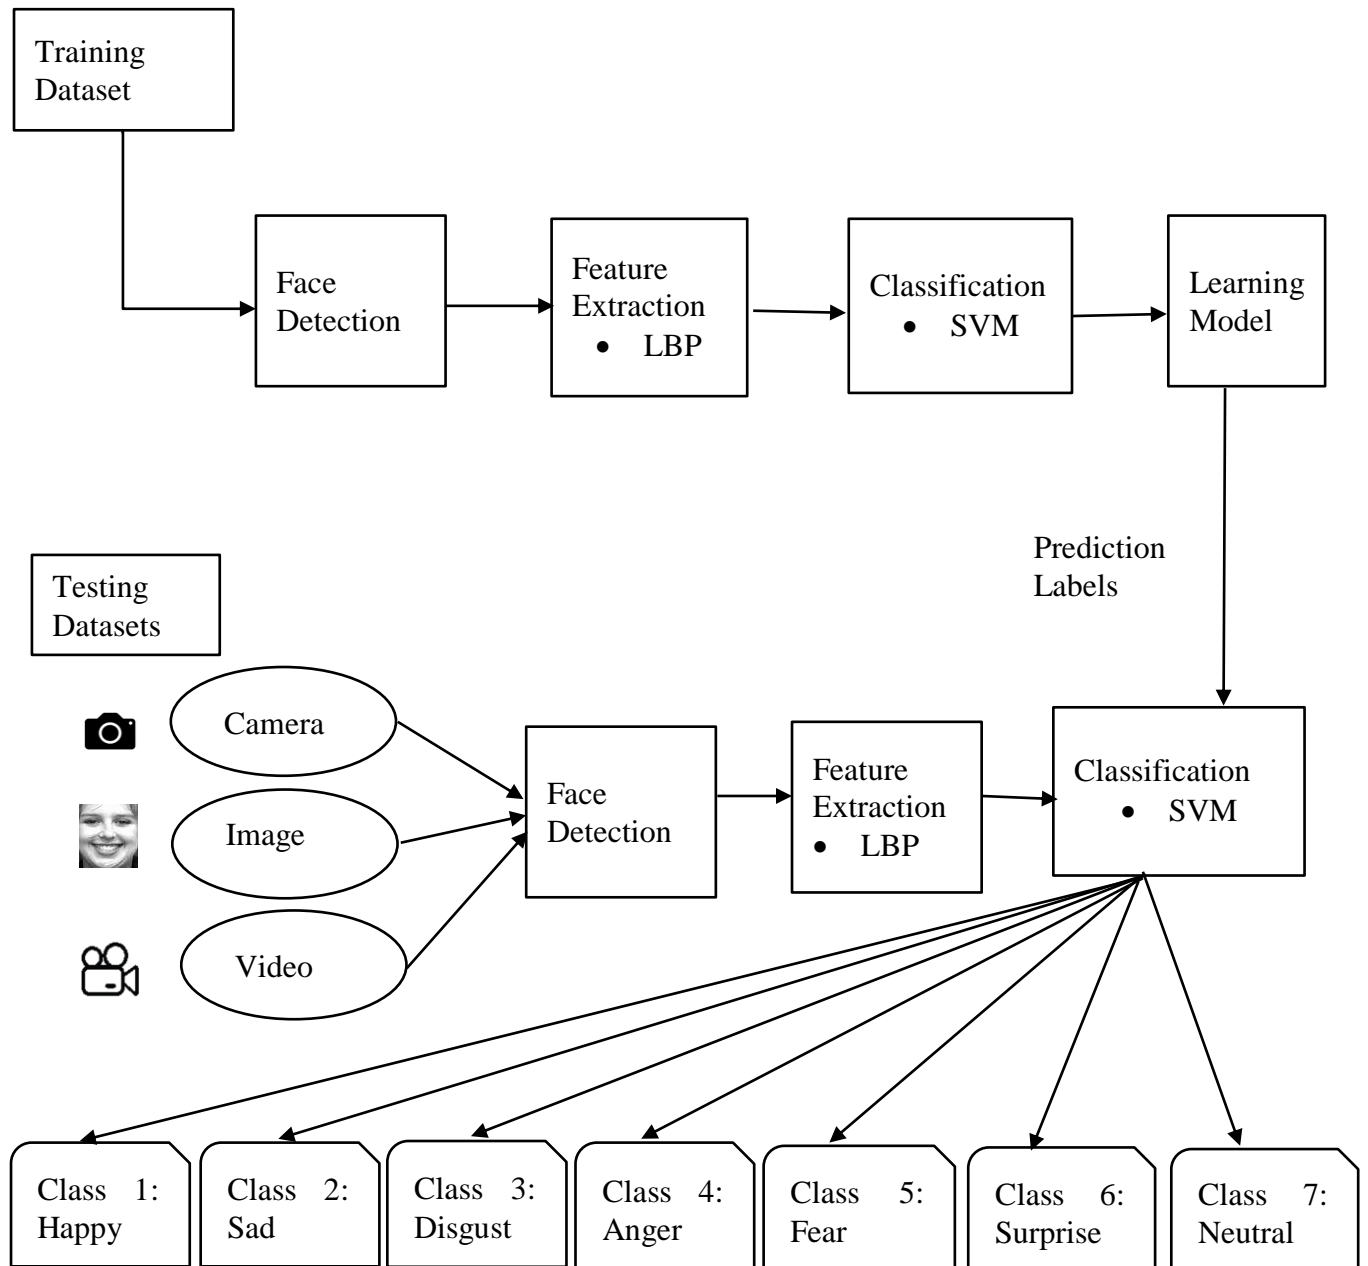 Training
Dataset
Face
Detection
Feature
Extraction
• LBP
Classification
• SVM
Learning
Model
Prediction
Labels
Testing
Datasets
Camera
Image
Video
Face
Detection
Feature
Extraction
• LBP
Classification
• SVM
Class 1:
Happy
Class 2:
Sad
Class 3:
Disgust
Class 4:
Anger
Class 5:
Fear
Class 6:
Surprise
Class 7:
Neutral